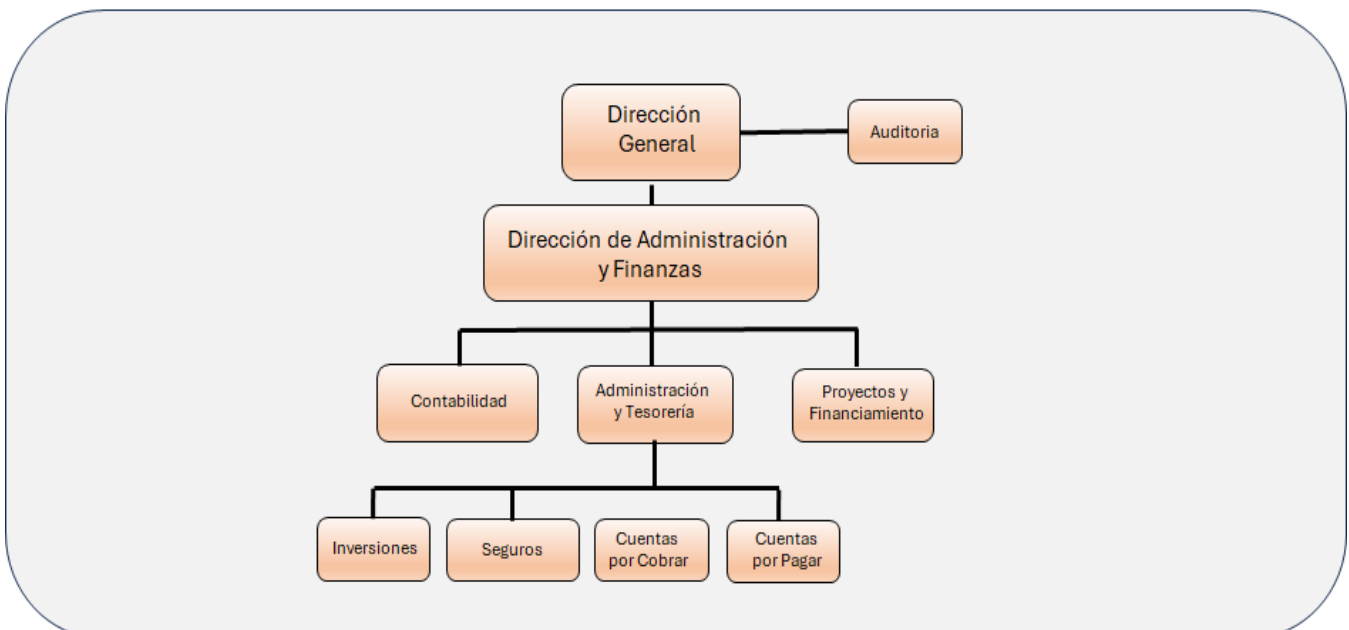 Dirección
General
Auditoria
Dirección de Administración
y Finanzas
Contabilidad
Administración
y Tesorería
Proyectos y
Financiamiento
Inversiones
Seguros
Cuentas
por Cobrar
Cuentas
por Pagar